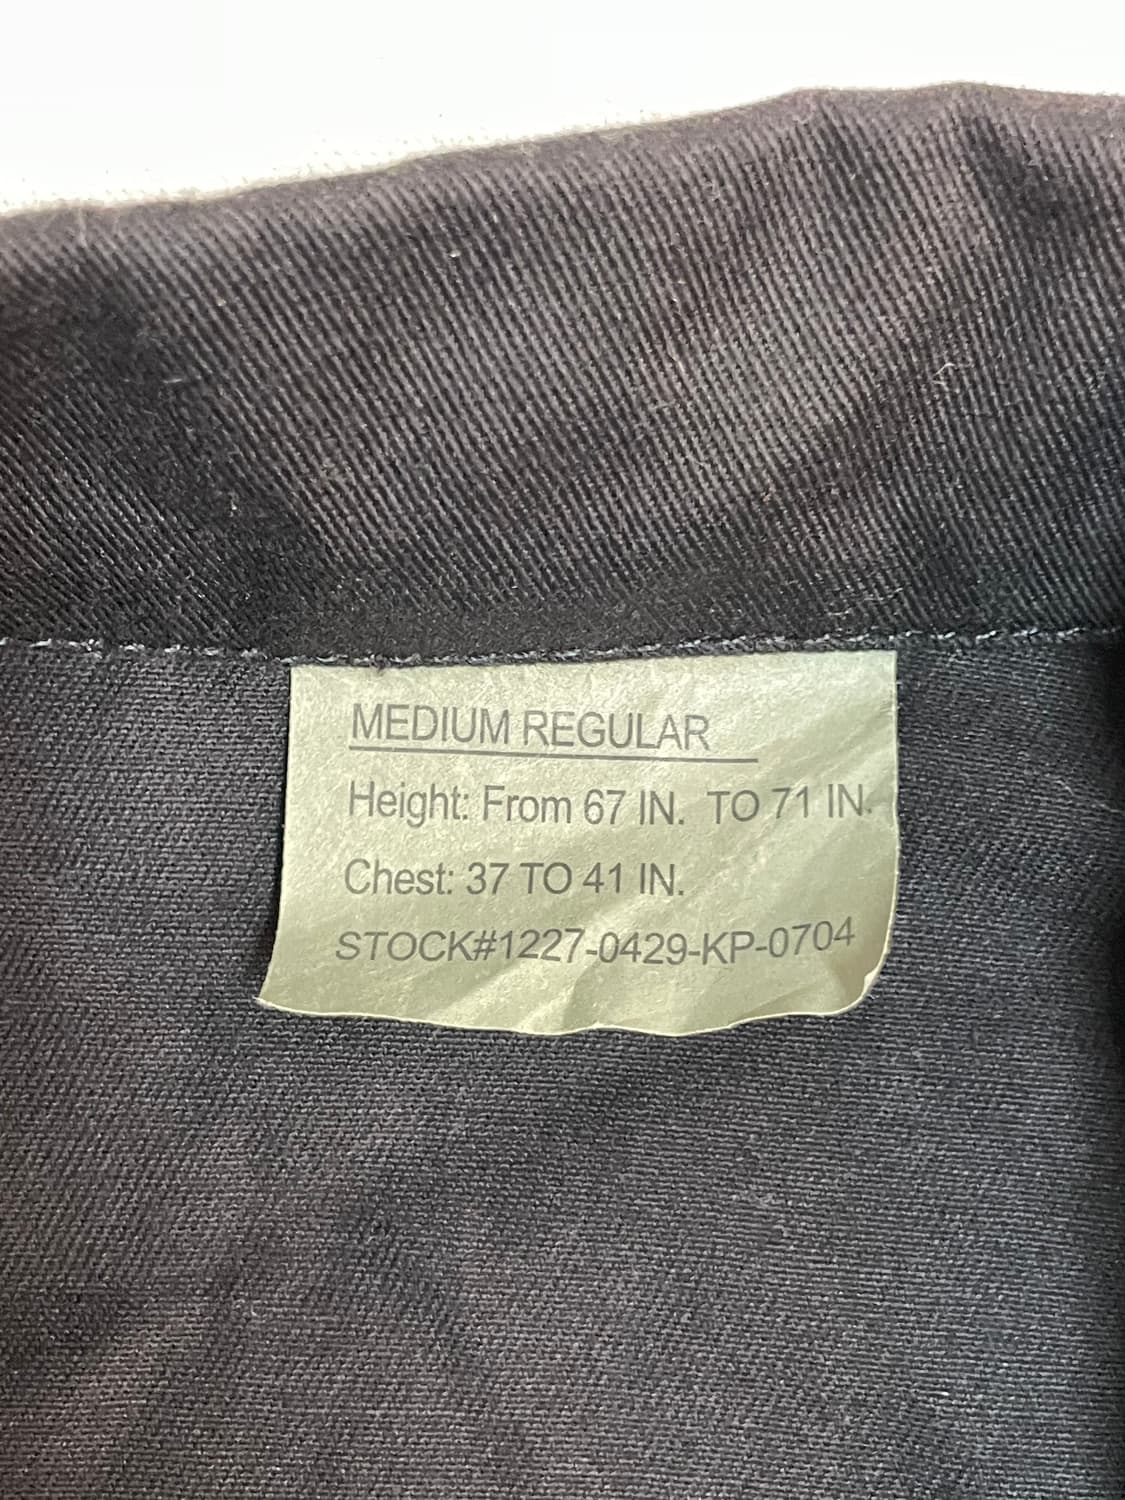 MEDIUM REGULAR
Height: From 67 IN. TO 71 IN.
Chest: 37 TO 41 IN.
STOCK#1227-0429-KP-0704